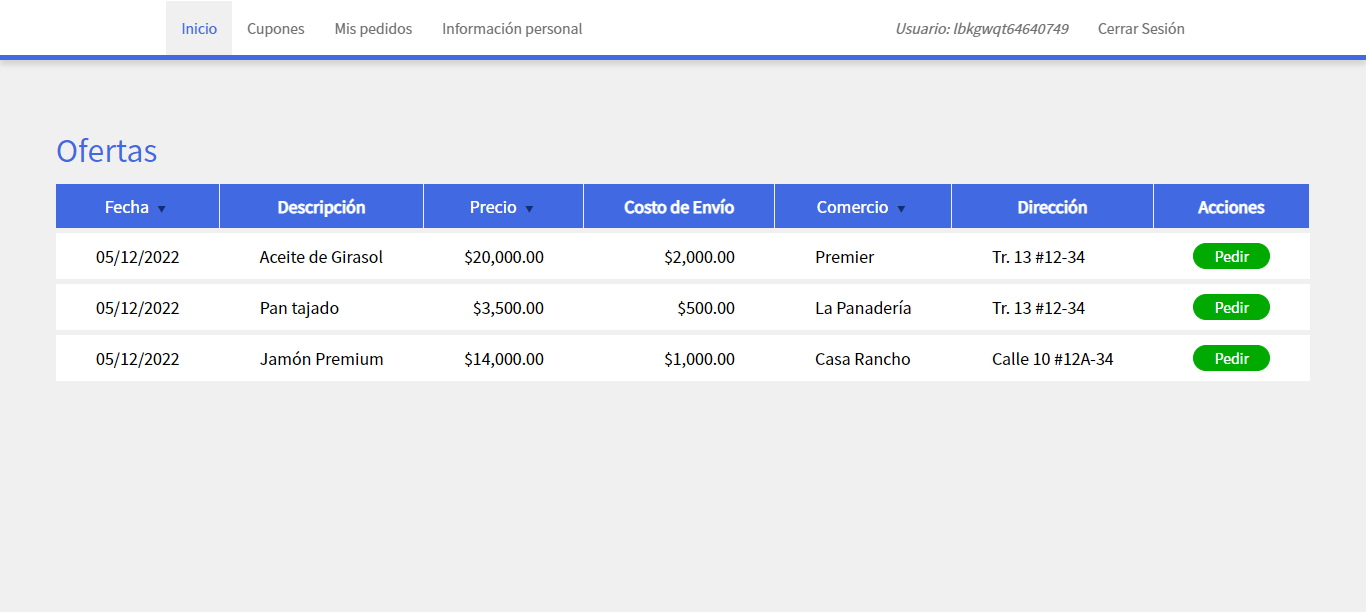 Inicio Cupones Mis pedidos Información personal Usuario: lbkgwqt64640749 Cerrar Sesión
Ofertas
Fecha ▼ Descripción Precio ▼ Costo de Envío Comercio ▼ Dirección Acciones
05/12/2022 Aceite de Girasol $20,000.00 $2,000.00 Premier Tr. 13 #12-34 Pedir
05/12/2022 Pan tajado $3,500.00 $500.00 La Panadería Tr. 13 #12-34 Pedir
05/12/2022 Jamón Premium $14,000.00 $1,000.00 Casa Rancho Calle 10 #12A-34 Pedir